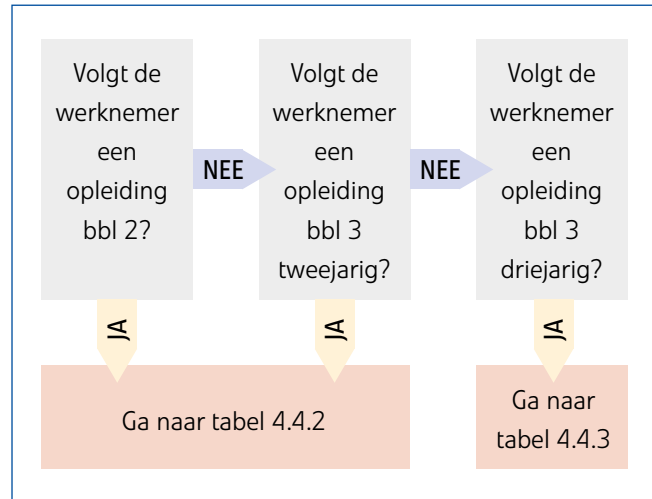 Volgt de
werknemer
een
opleiding
bbl 2?
NEE
Volgt de
werknemer
een
opleiding
bbl 3
tweejarig?
NEE
Volgt de
werknemer
een
opleiding
bbl 3
driejarig?
JA
JA
JA
Ga naar tabel 4.4.2
Ga naar
tabel 4.4.3